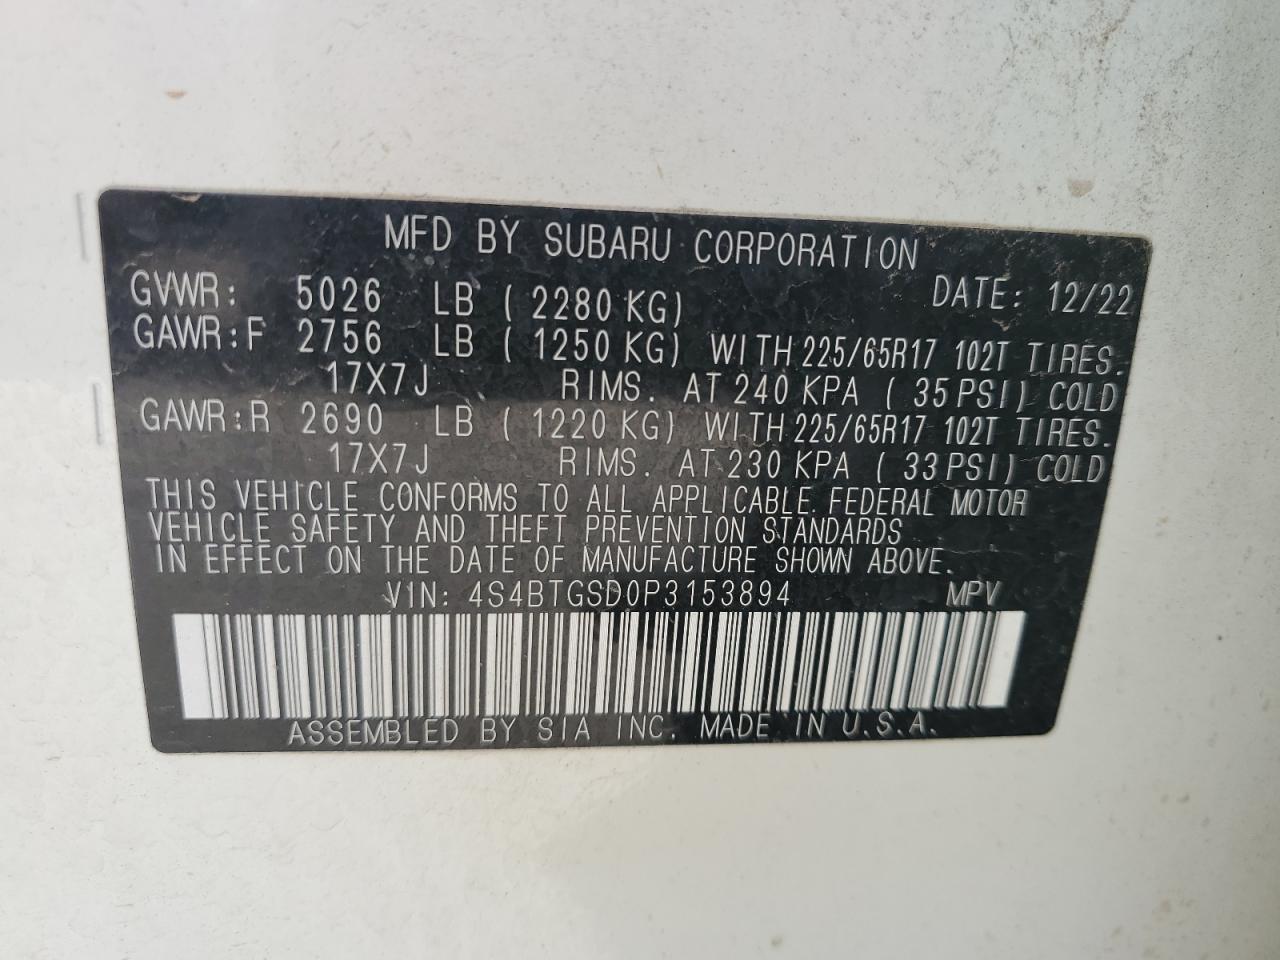 MFD BY SUBARU CORPORATION
GVWR: 5026 LB ( 2280 KG) DATE: 12/22
GAWR:F 2756 LB ( 1250 KG) WITH 225/65R17 102T TIRES.
17X7J RIMS. AT 240 KPA ( 35 PSI) COLD
GAWR:R 2690 LB ( 1220 KG) WITH 225/65R17 102T TIRES.
17X7J RIMS. AT 230 KPA ( 33 PSI) COLD
THIS VEHICLE CONFORMS TO ALL APPLICABLE FEDERAL MOTOR
VEHICLE SAFETY AND THEFT PREVENTION STANDARDS
IN EFFECT ON THE DATE OF MANUFACTURE SHOWN ABOVE.
VIN: 4S4BTGSD0P3153894 MPV
ASSEMBLED BY SIA INC. MADE IN U.S.A.